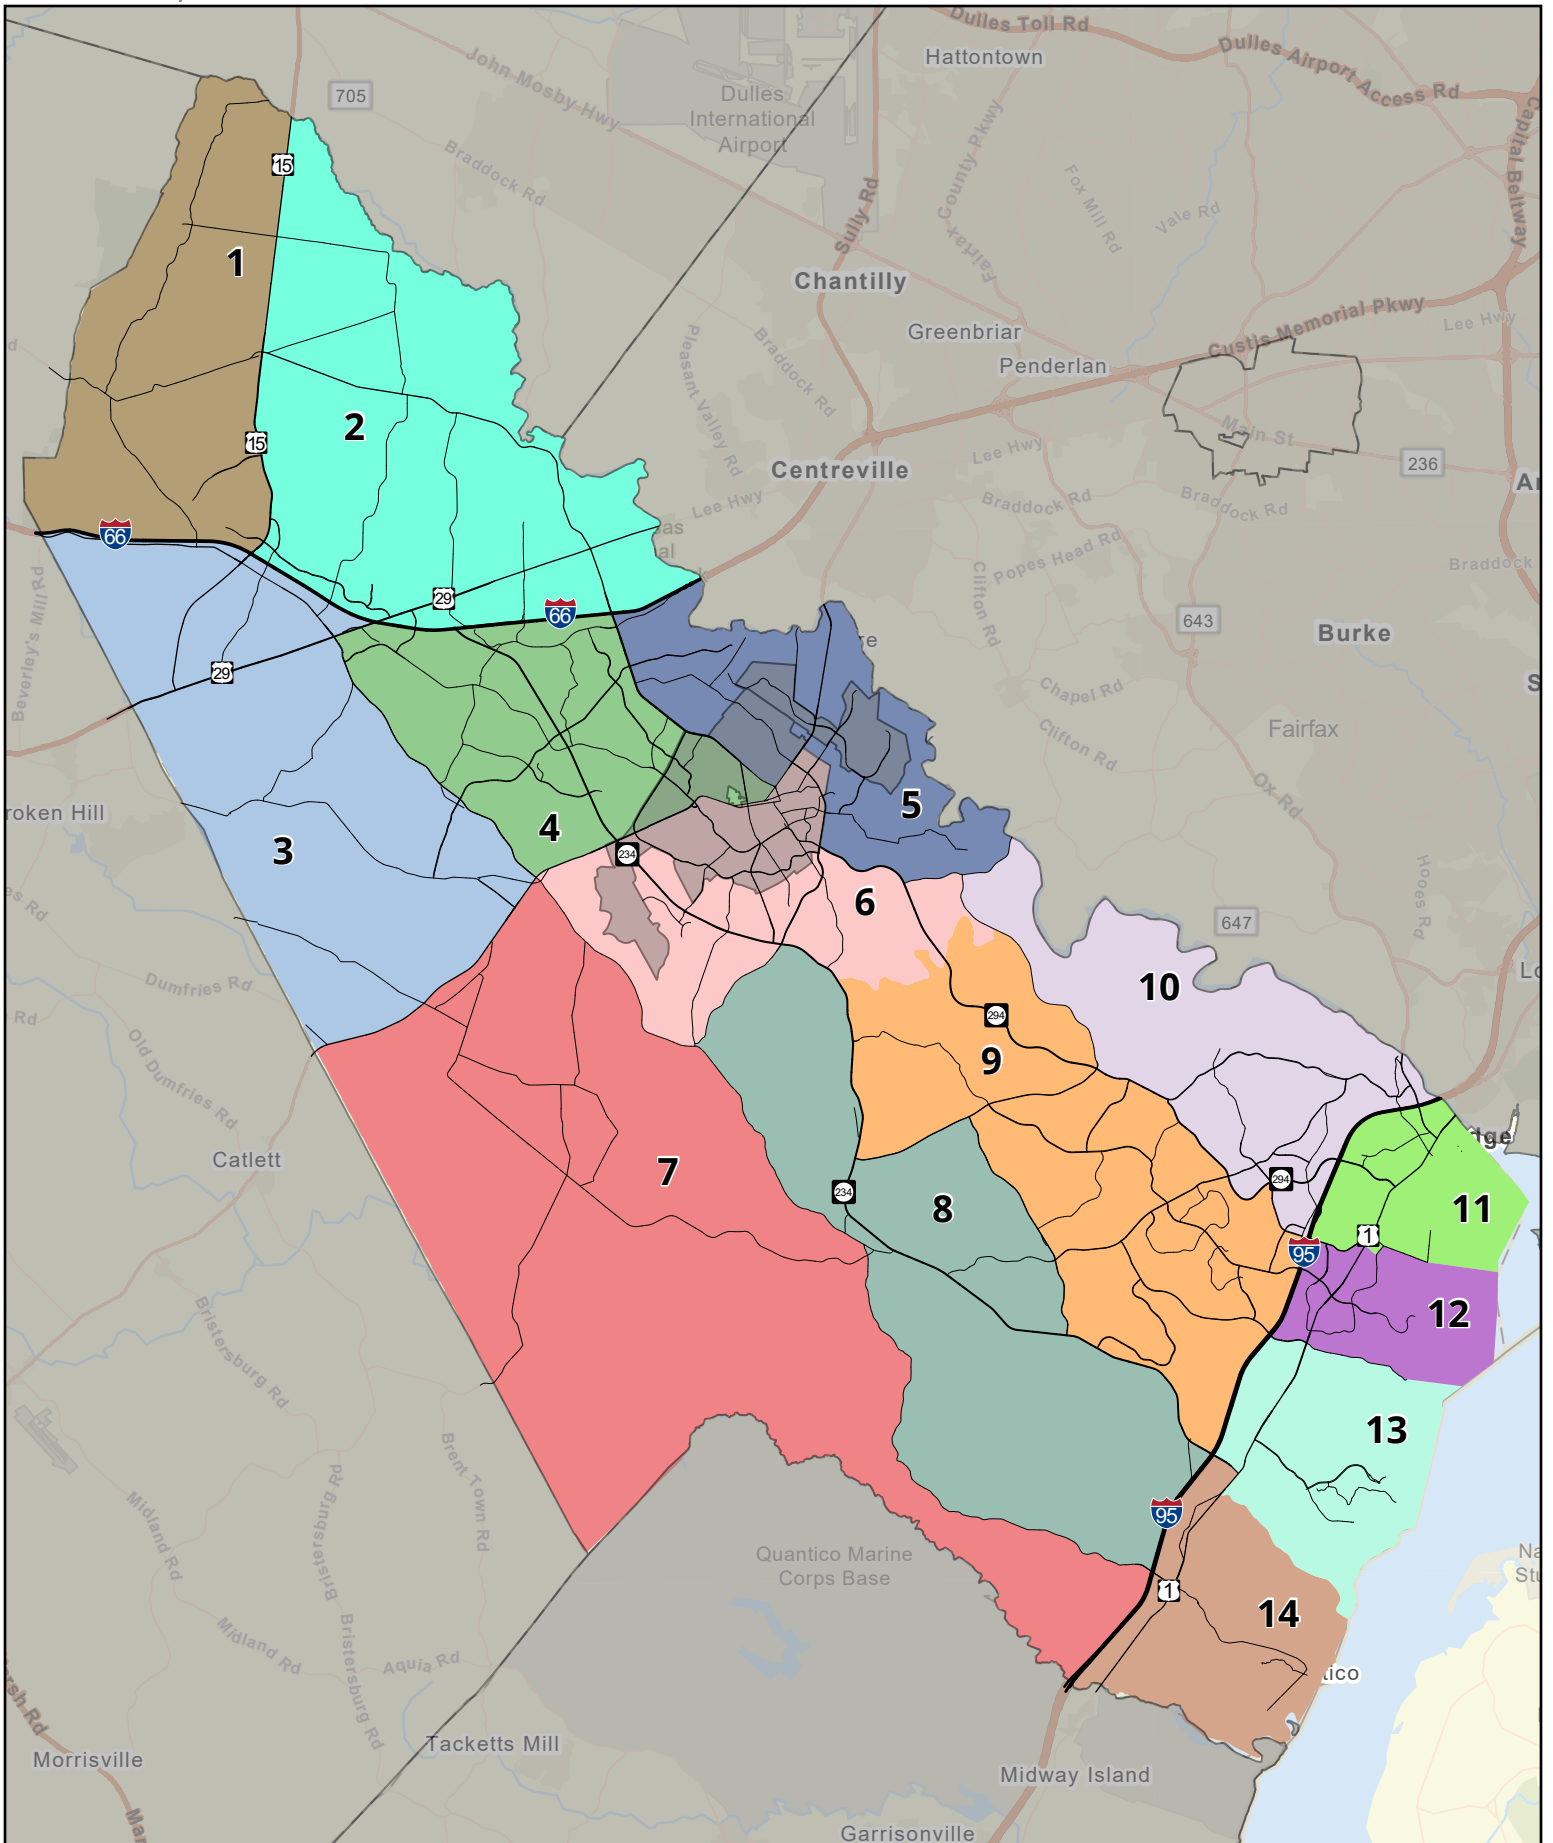 Dulles Toll Rd
Hattontown
Dulles Airport
Access Rd
John Mosby Hwy
705
Dulles
International
Airport
Capital Beltway
Braddock Rd
15
County Pkwy
Fairfax
Fox Mill Rd
Vale Rd
Sully Rd
1
Chantilly
Greenbriar
Penderlan
Custis Memorial Pkwy
Lee Hwy
Pleasant Valley Rd
Braddock Rd
2
15
Main St
236
Lee Hwy
Centreville
Lee Hwy
Braddock Rd
Braddock Rd
66
Popes Head Rd
Braddock
Clifton Rd
29
66
643
Burke
Beverley's Mill Rd
29
Chapel Rd
Clifton Rd
Fairfax
Ox Rd
roken Hill
3
4
5
234
6
Hooes Rd
647
10
Dumfries Rd
Rd
294
9
Old Dumfries Rd
dge
Catlett
7
234
8
294
11
1
95
12
Bristersburg Rd
13
Brent Town Rd
Midland Rd
Bristersburg Rd
95
Quantico Marine
Corps Base
1
14
Midland Rd
Bristersburg Rd
Aquia Rd
tico
Morrisville
Tacketts Mill
Midway Island
Garrisonville